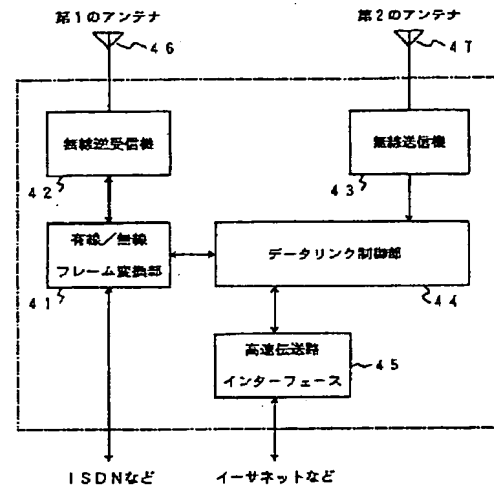 第1のアンテナ
第2のアンテナ
46
47
無線送受信機
無線送信機
42
43
有線/無線
フレーム変換部
データリンク制御部
41
44
高速伝送路
インターフェース
45
ISDNなど
イーサネットなど